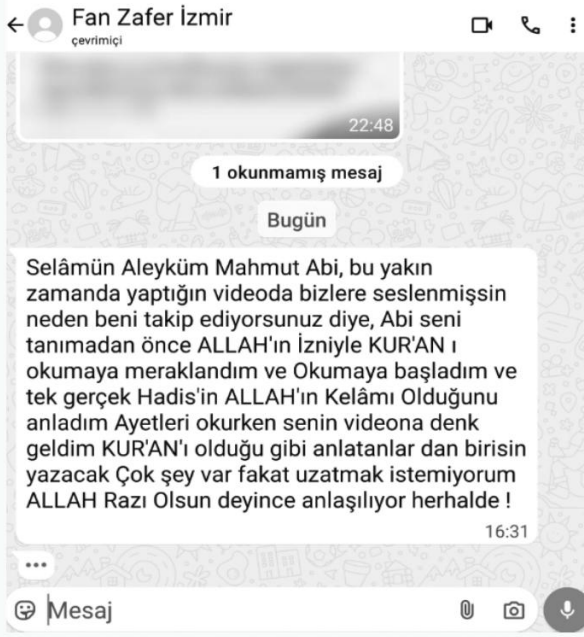 Fan Zafer İzmir
çevrimiçi
22:48
1 okunmamış mesaj
Bugün
Selâmün Aleyküm Mahmut Abi, bu yakın
zamanda yaptığın videoda bizlere seslenmişsin
neden beni takip ediyorsunuz diye, Abi seni
tanımadan önce ALLAH'ın İzniyle KUR'AN ı
okumaya meraklandım ve Okumaya başladım ve
tek gerçek Hadis'in ALLAH'ın Kelâmı Olduğunu
anladım Ayetleri okurken senin videona denk
geldim KUR'AN'ı olduğu gibi anlatanlar dan birisin
yazacak Çok şey var fakat uzatmak istemiyorum
ALLAH Razı Olsun deyince anlaşılıyor herhalde !
16:31
Mesaj